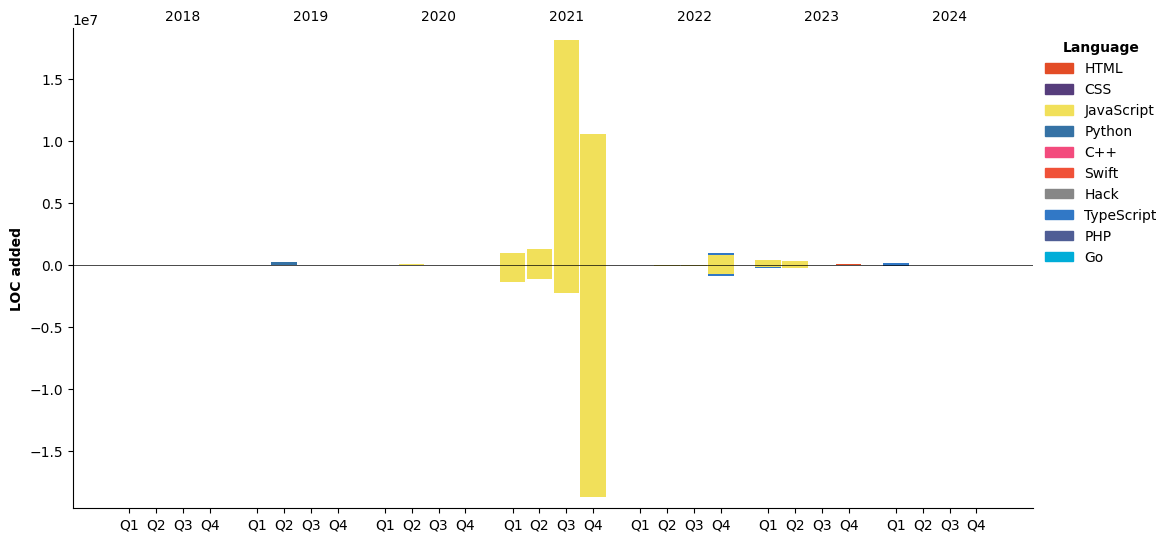 1e7 2018 2019 2020 2021 2022 2023 2024
Language
HTML
CSS
JavaScript
Python
C++
Swift
Hack
TypeScript
PHP
Go
LOC added
1.5
1.0
0.5
0.0
−0.5
−1.0
−1.5
Q1 Q2 Q3 Q4 Q1 Q2 Q3 Q4 Q1 Q2 Q3 Q4 Q1 Q2 Q3 Q4 Q1 Q2 Q3 Q4 Q1 Q2 Q3 Q4 Q1 Q2 Q3 Q4